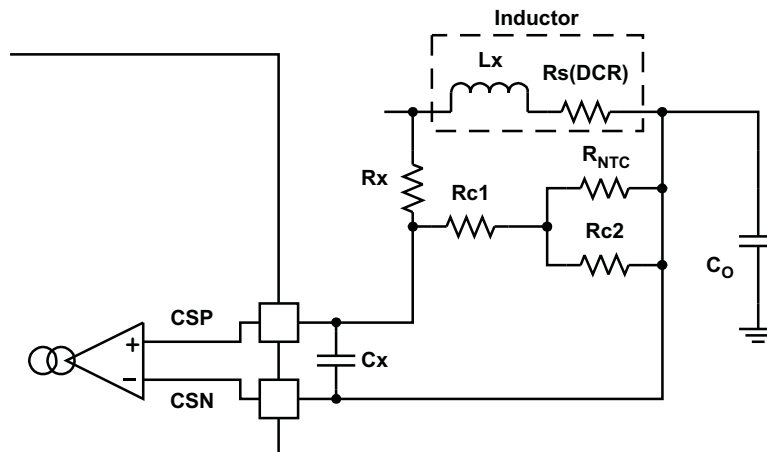 Inductor
Lx
Rs(DCR)
RNTC
Rx
Rc1
Rc2
CO
CSP
+
Cx
−
CSN